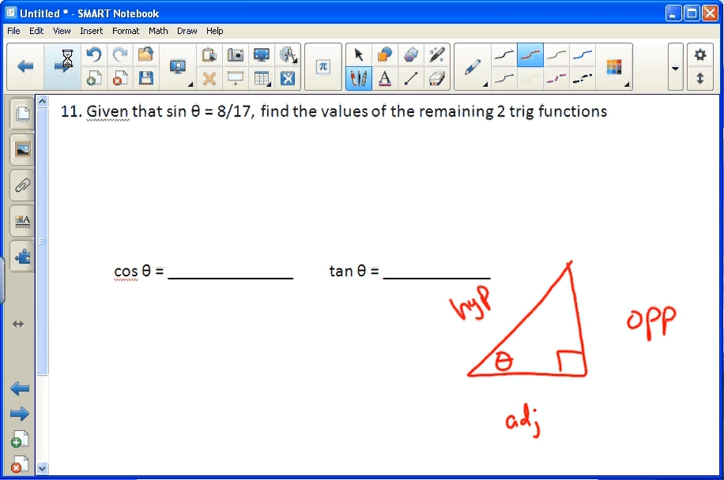 Untitled * - SMART Notebook
File Edit View Insert Format Math Draw Help
π
A
11. Given that sin θ = 8/17, find the values of the remaining 2 trig functions
cos θ = ____________ tan θ = ____________
hyp
opp
θ
adj